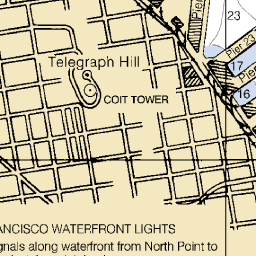 23
Pier 23
Telegraph Hill
17
COIT TOWER
16
ANCISCO WATERFRONT LIGHTS
gnals along waterfront from North Point to